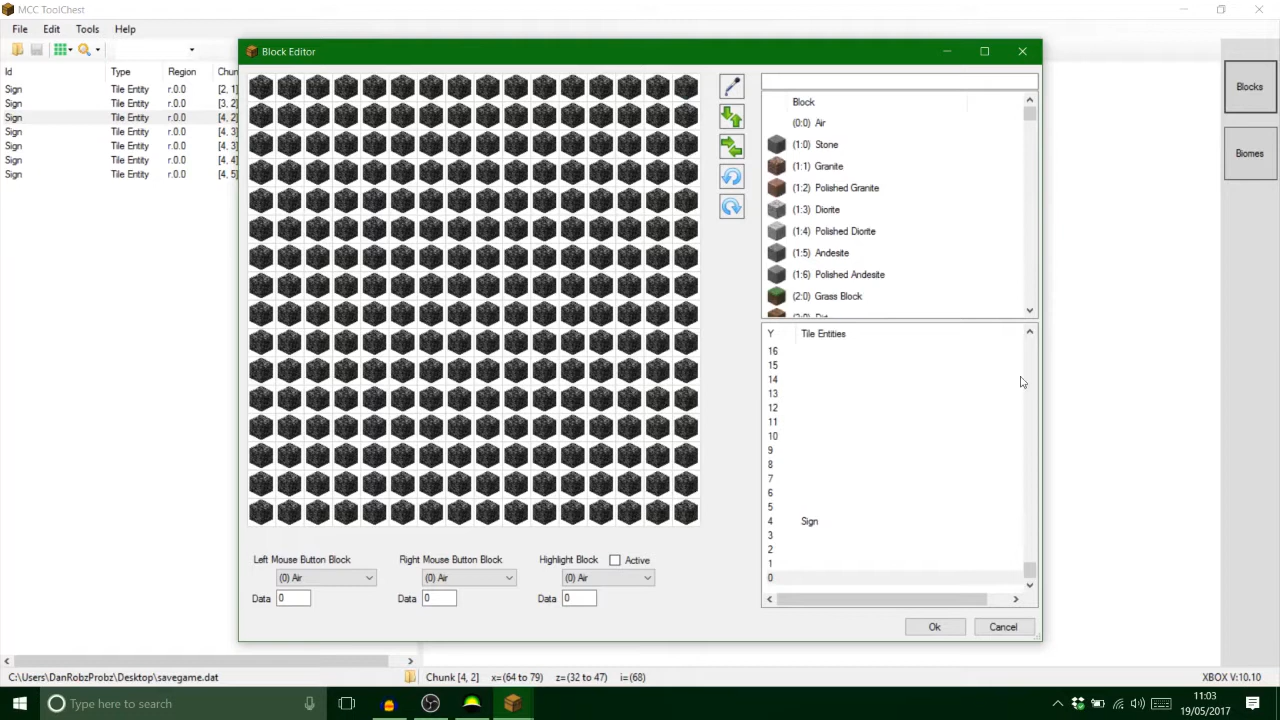 MCC ToolChest
File Edit Tools Help
Id Type Region Chun
Sign Tile Entity r.0.0 [2, 1]
Sign Tile Entity r.0.0 [3, 2]
Sign Tile Entity r.0.0 [4, 2]
Sign Tile Entity r.0.0 [4, 3]
Sign Tile Entity r.0.0 [4, 3]
Sign Tile Entity r.0.0 [4, 4]
Sign Tile Entity r.0.0 [4, 5]
Block Editor
Block
(0:0) Air
(1:0) Stone
(1:1) Granite
(1:2) Polished Granite
(1:3) Diorite
(1:4) Polished Diorite
(1:5) Andesite
(1:6) Polished Andesite
(2:0) Grass Block
Y Tile Entities
16
15
14
13
12
11
10
9
8
7
6
5
4 Sign
3
2
1
0
Left Mouse Button Block
(0) Air
Data 0
Right Mouse Button Block
(0) Air
Data 0
Highlight Block Active
(0) Air
Data 0
Ok Cancel
Blocks
Biomes
C:\Users\DanRobzProbz\Desktop\savegame.dat
Chunk [4, 2] x=(64 to 79) z=(32 to 47) i=(68)
XBOX V:10.10
Type here to search
11:03
19/05/2017